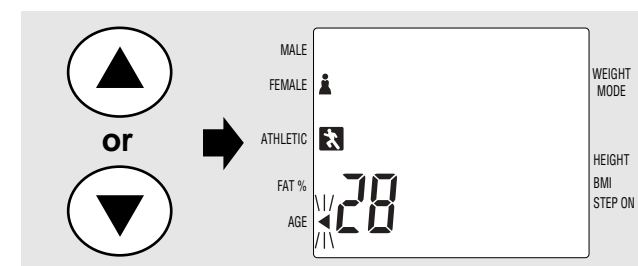 or
MALE
FEMALE
ATHLETIC
FAT %
AGE
28
WEIGHT
MODE
HEIGHT
BMI
STEP ON